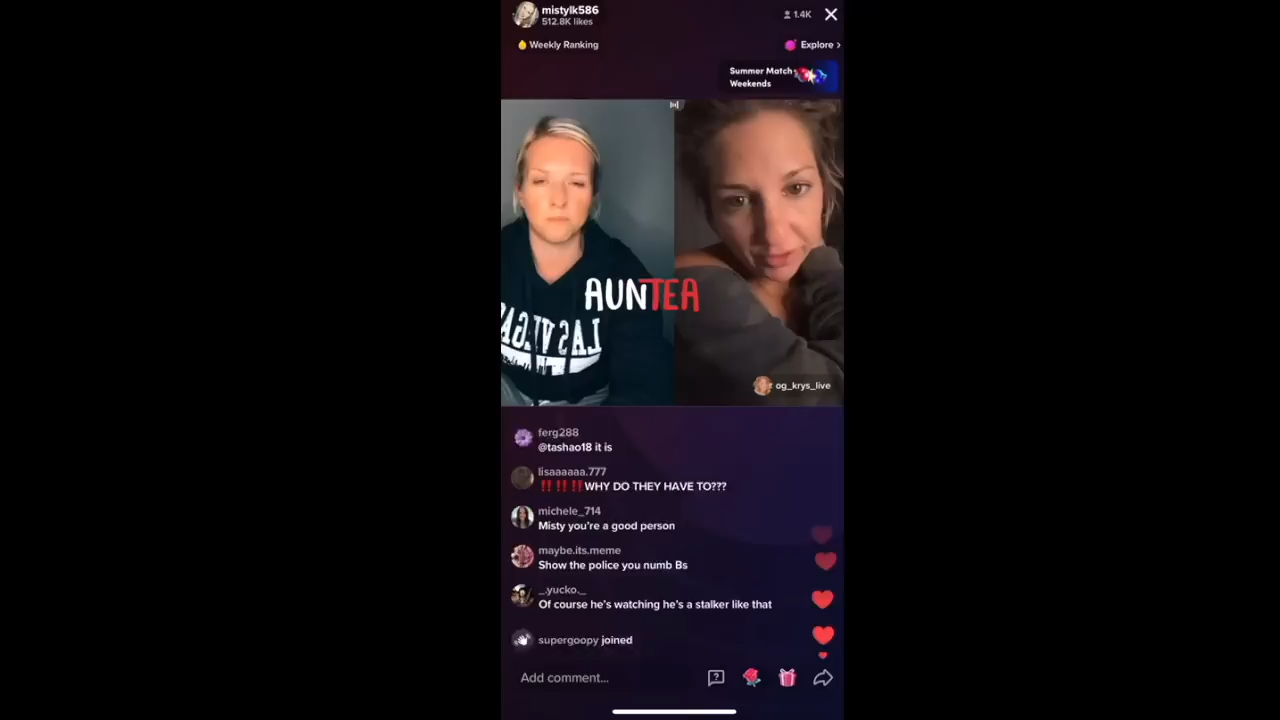 mistylk586
512.8K likes
1.4K
Weekly Ranking
Explore
Summer Match
Weekends
AUNTEA
LAS VEGA
og_krys_live
ferg288
@tashao18 it is
lisaaaaaa.777
‼️‼️‼️WHY DO THEY HAVE TO???
michele_714
Misty you're a good person
maybe.its.meme
Show the police you numb Bs
_.yucko._
Of course he's watching he's a stalker like that
supergoopy joined
Add comment...